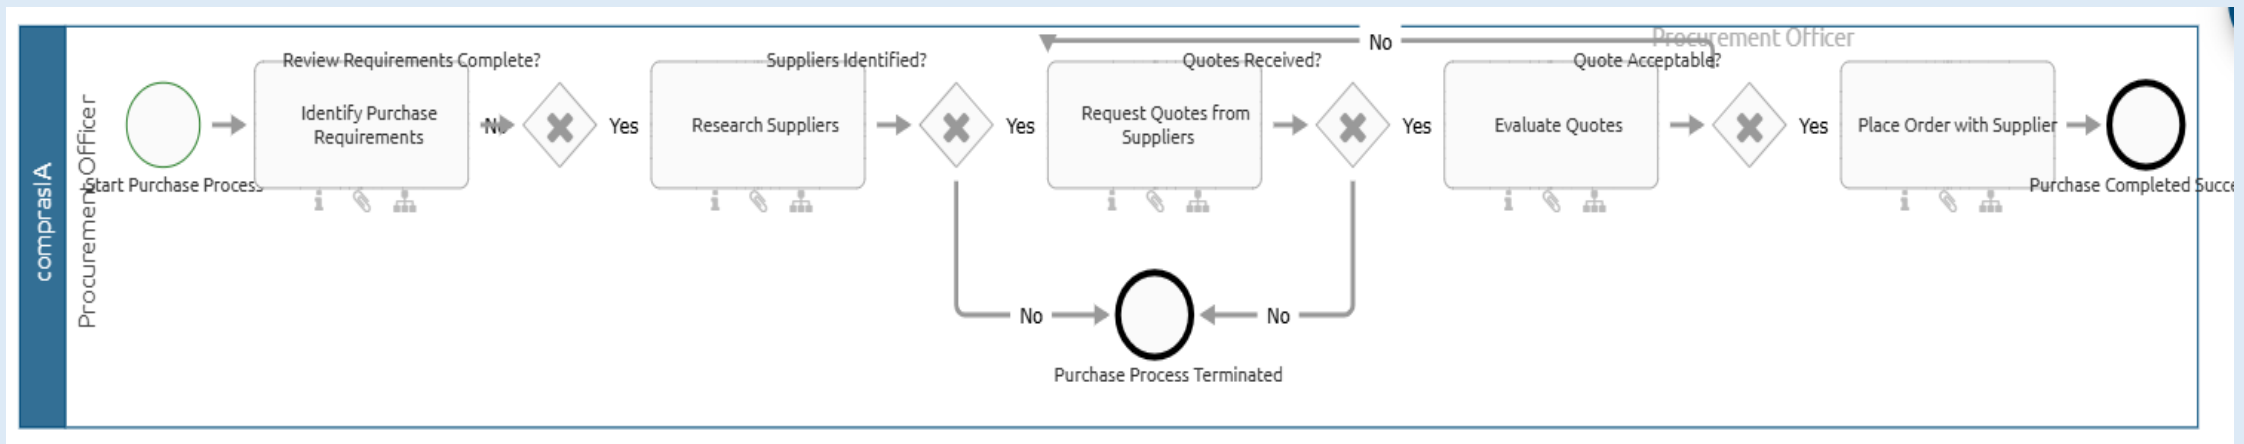 comprasIA
Procurement Officer
Procurement Officer
Start Purchase Process
Identify Purchase
Requirements
Review Requirements Complete?
No
Yes
Research Suppliers
Suppliers Identified?
Yes
No
Request Quotes from
Suppliers
Quotes Received?
Yes
No
Evaluate Quotes
Quote Acceptable?
No
Yes
Place Order with Supplier
Purchase Completed Succe
Purchase Process Terminated